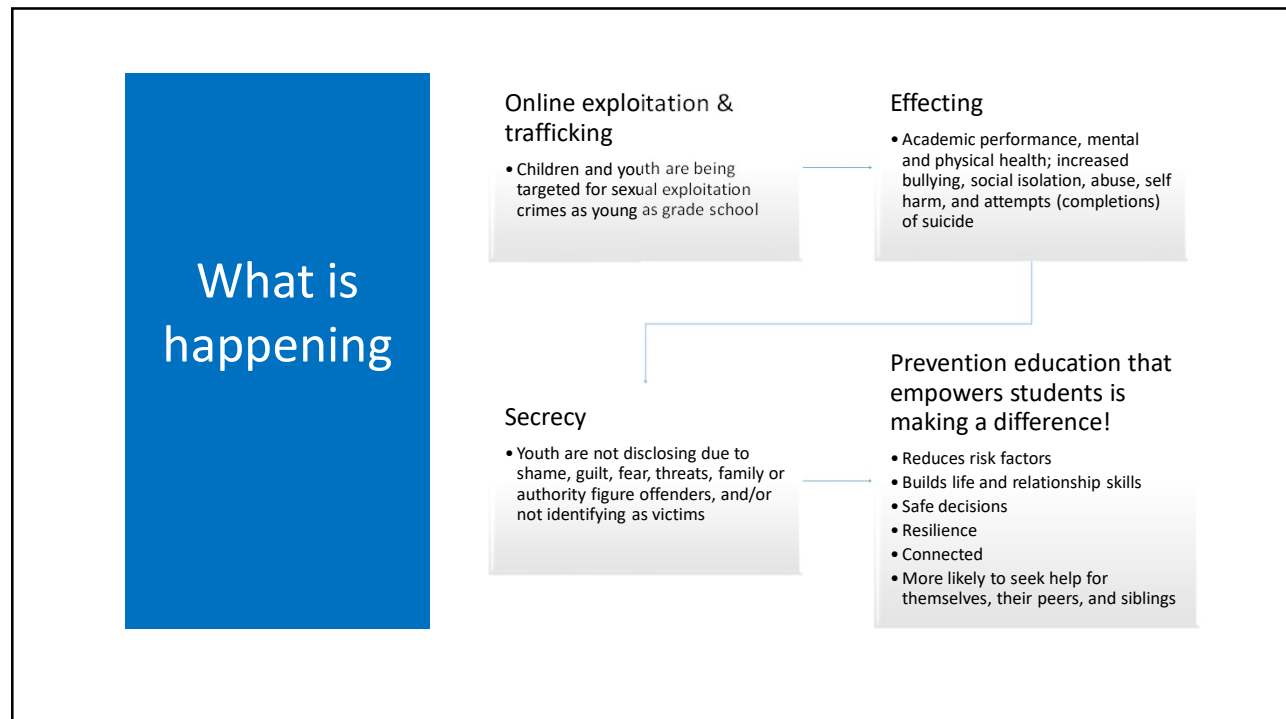 What is
happening
Online exploitation &
trafficking
• Children and youth are being
targeted for sexual exploitation
crimes as young as grade school
Effecting
• Academic performance, mental
and physical health; increased
bullying, social isolation, abuse, self
harm, and attempts (completions)
of suicide
Secrecy
• Youth are not disclosing due to
shame, guilt, fear, threats, family or
authority figure offenders, and/or
not identifying as victims
Prevention education that
empowers students is
making a difference!
• Reduces risk factors
• Builds life and relationship skills
• Safe decisions
• Resilience
• Connected
• More likely to seek help for
themselves, their peers, and siblings